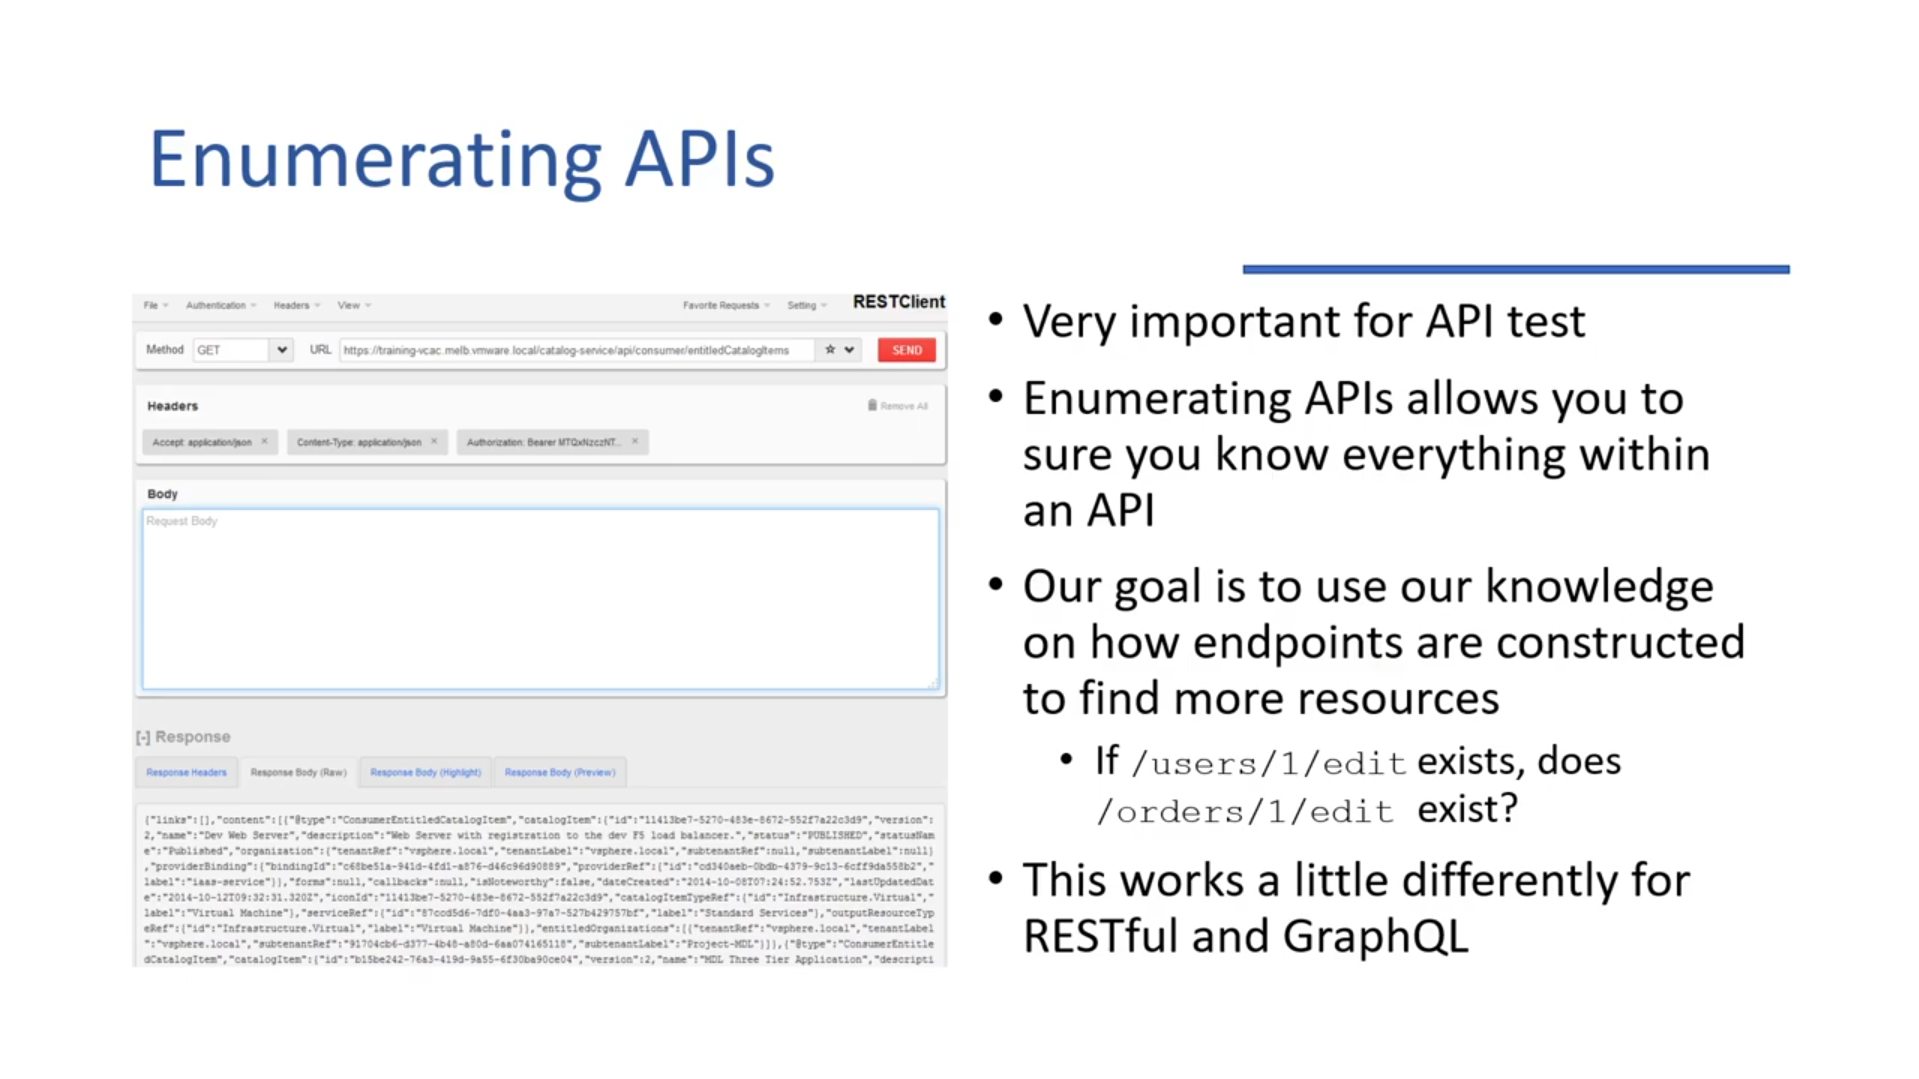 Enumerating APIs
File Authentication Headers View Favorite Requests Setting RESTClient
Method GET URL https://training-vcac.melb.vmware.local/catalog-service/api/consumer/entitledCatalogItems SEND
Headers Remove All
Accept: application/json × Content-Type: application/json × Authorization: Bearer MTQxNzczNT... ×
Body
Request Body
[-] Response
Response Headers Response Body (Raw) Response Body (Highlight) Response Body (Preview)
{"links":[],"content":[{"@type":"ConsumerEntitledCatalogItem","catalogItem":{"id":"11413be7-5270-483e-8672-552f7a22c3d9","version":
2,"name":"Dev Web Server","description":"Web Server with registration to the dev F5 load balancer.","status":"PUBLISHED","statusNam
e":"Published","organization":{"tenantRef":"vsphere.local","tenantLabel":"vsphere.local","subtenantRef":null,"subtenantLabel":null}
,"providerBinding":{"bindingId":"c68be51a-941d-4fd1-a876-d46c96d90889","providerRef":{"id":"cd340aeb-0bdb-4379-9c13-6cff9da558b2","
label":"iaas-service"}},"forms":null,"callbacks":null,"isNoteworthy":false,"dateCreated":"2014-10-08T07:24:52.753Z","lastUpdatedDat
e":"2014-10-12T09:32:31.320Z","iconId":"11413be7-5270-483e-8672-552f7a22c3d9","catalogItemTypeRef":{"id":"Infrastructure.Virtual","
label":"Virtual Machine"},"serviceRef":{"id":"87ccd5d6-7df0-4aa3-97a7-527b429757bf","label":"Standard Services"},"outputResourceTyp
eRef":{"id":"Infrastructure.Virtual","label":"Virtual Machine"}},"entitledOrganizations":[{"tenantRef":"vsphere.local","tenantLabel
":"vsphere.local","subtenantRef":"91704cb6-d377-4b48-a80d-6aa074165118","subtenantLabel":"Project-MDL"}]},{"@type":"ConsumerEntitle
dCatalogItem","catalogItem":{"id":"b15be242-76a3-419d-9a55-6f30ba90ce04","version":2,"name":"MDL Three Tier Application","descripti
• Very important for API test
• Enumerating APIs allows you to
sure you know everything within
an API
• Our goal is to use our knowledge
on how endpoints are constructed
to find more resources
• If /users/1/edit exists, does
/orders/1/edit exist?
• This works a little differently for
RESTful and GraphQL